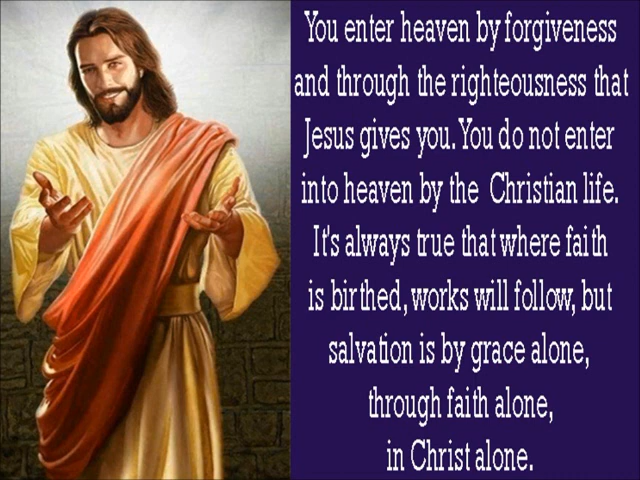 You enter heaven by forgiveness
and through the righteousness that
Jesus gives you. You do not enter
into heaven by the Christian life.
It's always true that where faith
is birthed, works will follow, but
salvation is by grace alone,
through faith alone,
in Christ alone.